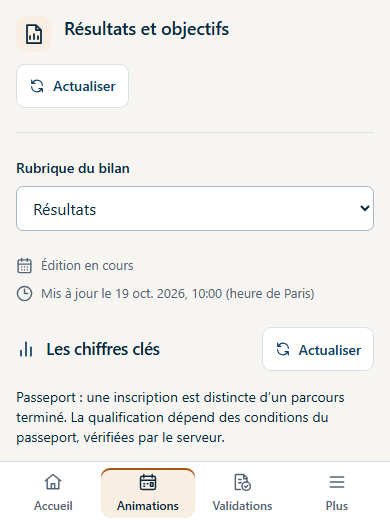 Résultats et objectifs
Actualiser
Rubrique du bilan
Résultats
Édition en cours
Mis à jour le 19 oct. 2026, 10:00 (heure de Paris)
Les chiffres clés
Actualiser
Passeport : une inscription est distincte d’un parcours
terminé. La qualification dépend des conditions du
passeport, vérifiées par le serveur.
Accueil
Animations
Validations
Plus